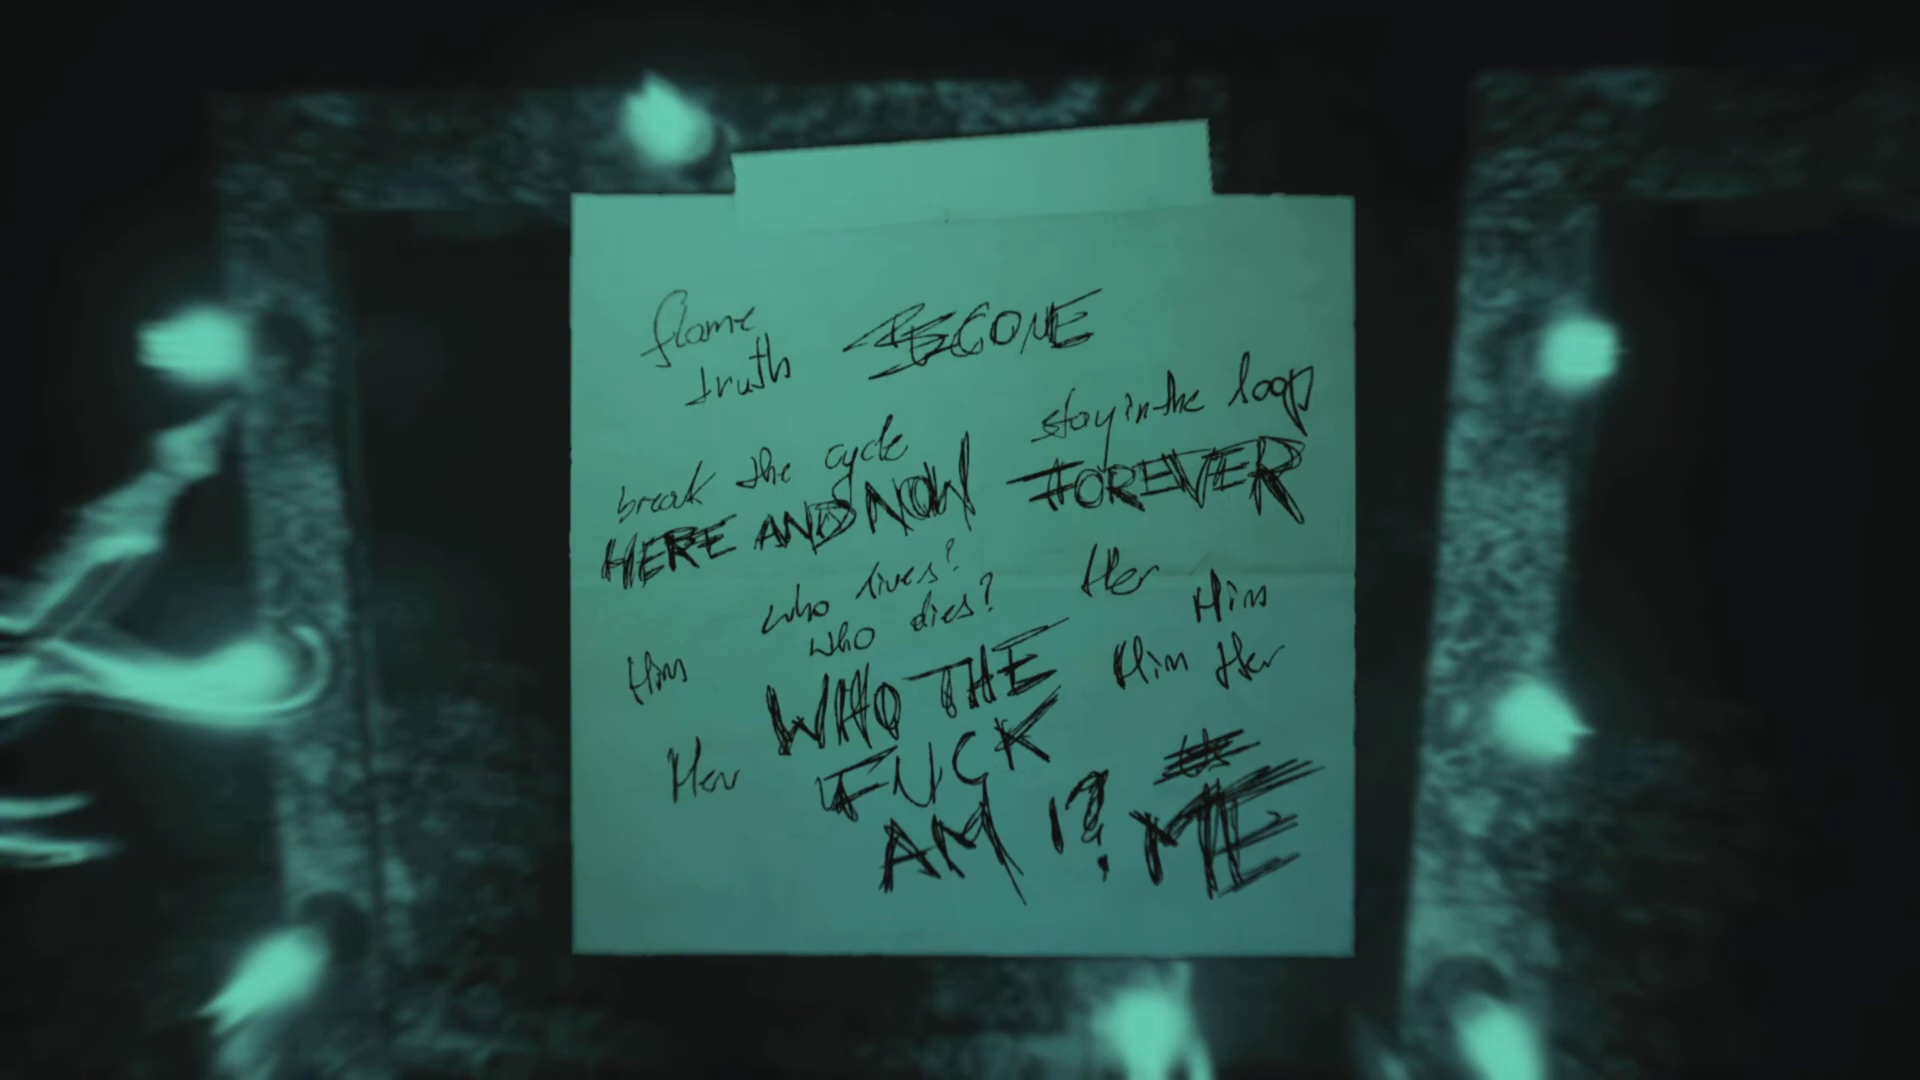 flame
truth
BECOME
break the cycle
HERE AND NOW
stay in the loop
FOREVER
who lives?
who dies?
Her
Him
Him
Him Her
Her
WHO THE
FUCK
AM I?
ME